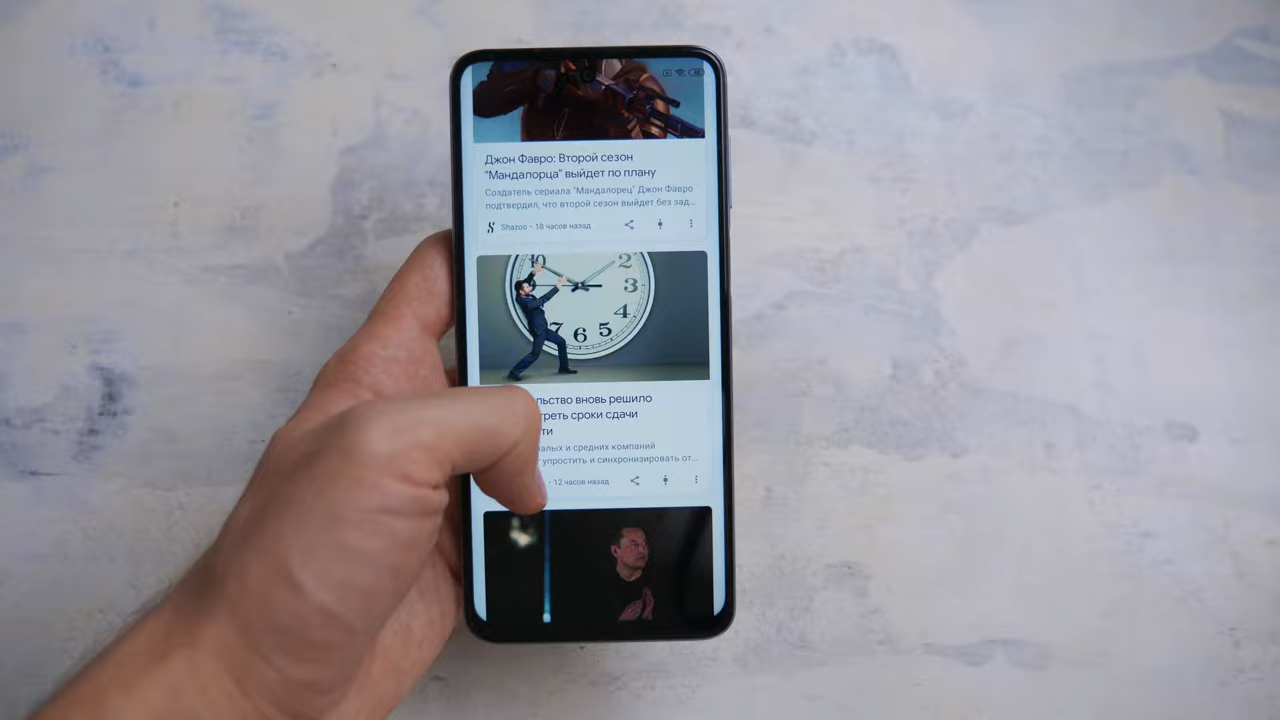 Джон Фавро: Второй сезон
"Мандалорца" выйдет по плану
Создатель сериала "Мандалорец" Джон Фавро
подтвердил, что второй сезон выйдет без зад...
Shazoo • 18 часов назад
10 2
3
4
7 6 5
льство вновь решило
треть сроки сдачи
ти
алых и средних компаний
упростить и синхронизировать от...
• 12 часов назад